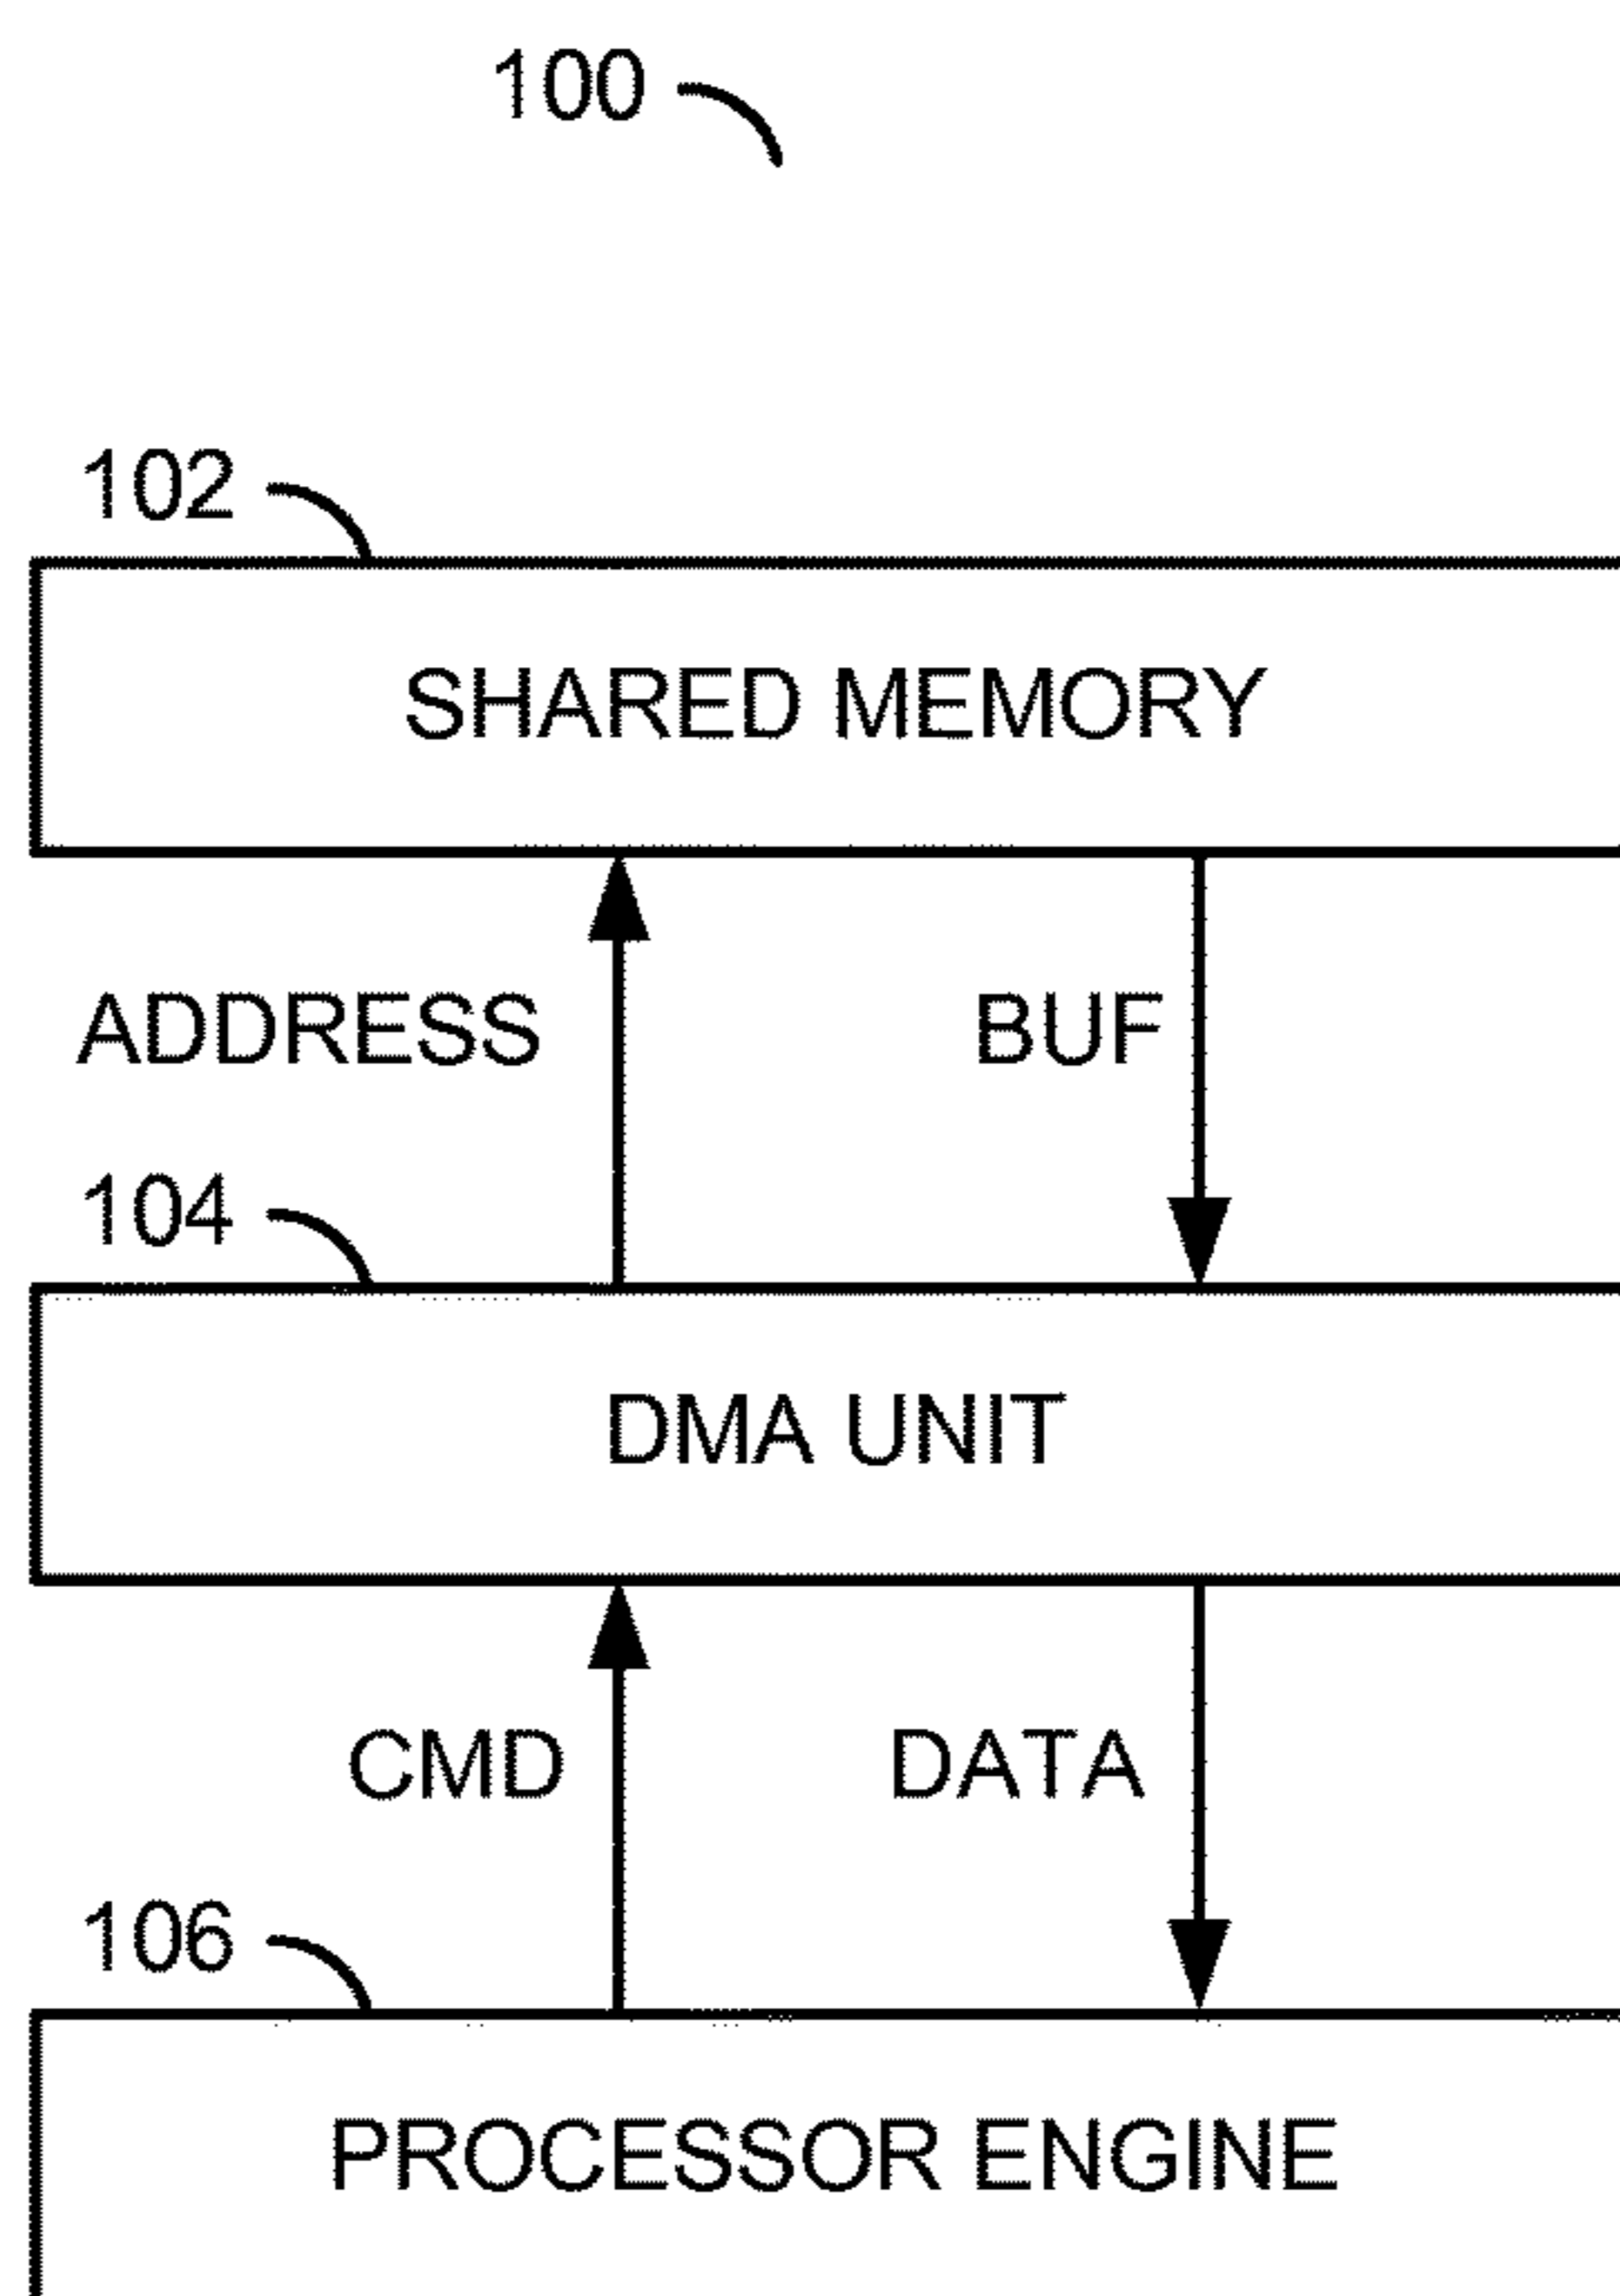 100
102
SHARED MEMORY
ADDRESS BUF
104
DMA UNIT
CMD DATA
106
PROCESSOR ENGINE